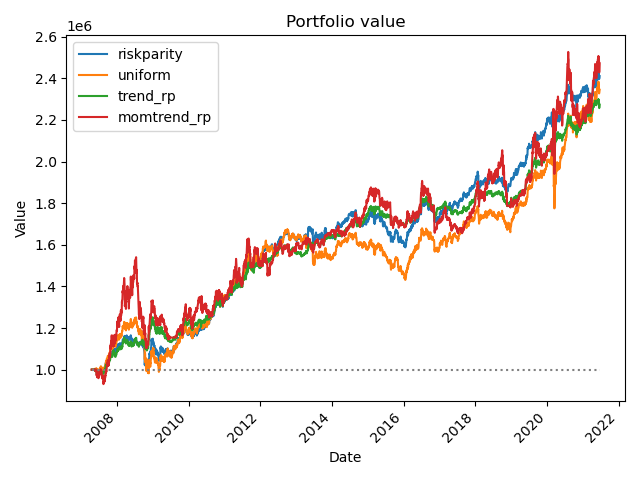 Portfolio value
1e6
2.6
2.4
2.2
2.0
1.8
1.6
1.4
1.2
1.0
Value
riskparity
uniform
trend_rp
momtrend_rp
2008
2010
2012
2014
2016
2018
2020
2022
Date